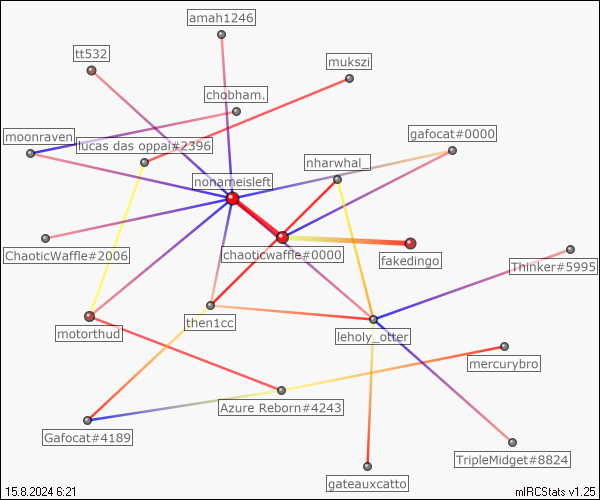 amah1246
tt532
mukszi
chobham.
moonraven
gafocat#0000
lucas das oppai#2396
nharwhal_
nonameisleft
ChaoticWaffle#2006
chaoticwaffle#0000
fakedingo
Thinker#5995
then1cc
motorthud
leholy_otter
mercurybro
Azure Reborn#4243
Gafocat#4189
TripleMidget#8824
gateauxcatto
15.8.2024 6:21
mIRCStats v1.25